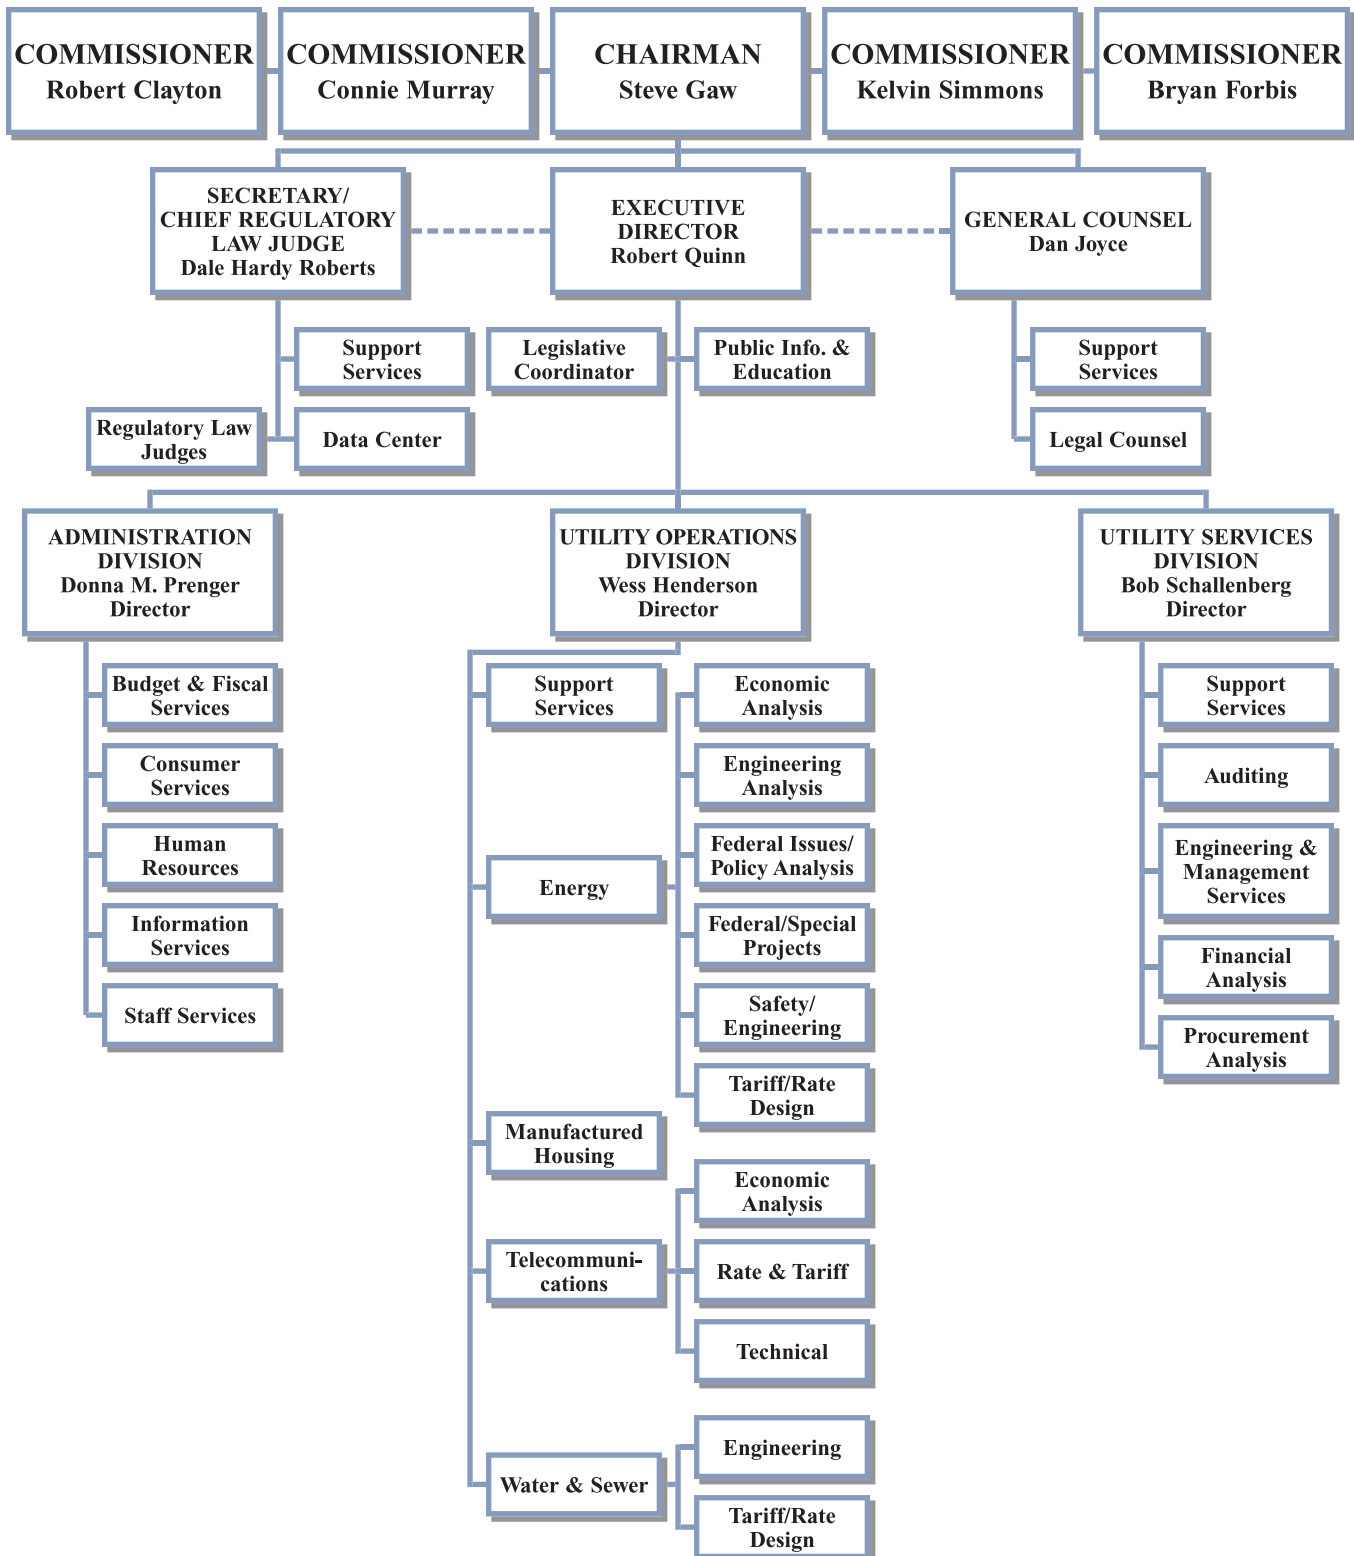 COMMISSIONER
Robert Clayton
COMMISSIONER
Connie Murray
CHAIRMAN
Steve Gaw
COMMISSIONER
Kelvin Simmons
COMMISSIONER
Bryan Forbis
SECRETARY/
CHIEF REGULATORY
LAW JUDGE
Dale Hardy Roberts
EXECUTIVE
DIRECTOR
Robert Quinn
GENERAL COUNSEL
Dan Joyce
Support
Services
Regulatory Law
Judges
Data Center
Legislative
Coordinator
Public Info. &
Education
Support
Services
Legal Counsel
ADMINISTRATION
DIVISION
Donna M. Prenger
Director
UTILITY OPERATIONS
DIVISION
Wess Henderson
Director
UTILITY SERVICES
DIVISION
Bob Schallenberg
Director
Budget & Fiscal
Services
Consumer
Services
Human
Resources
Information
Services
Staff Services
Support
Services
Energy
Economic
Analysis
Engineering
Analysis
Federal Issues/
Policy Analysis
Federal/Special
Projects
Safety/
Engineering
Tariff/Rate
Design
Manufactured
Housing
Telecommuni-
cations
Economic
Analysis
Rate & Tariff
Technical
Water & Sewer
Engineering
Tariff/Rate
Design
Support
Services
Auditing
Engineering &
Management
Services
Financial
Analysis
Procurement
Analysis